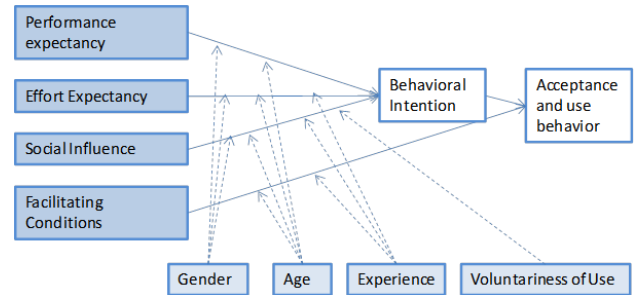 Performance
expectancy
Effort Expectancy
Social Influence
Facilitating
Conditions
Behavioral
Intention
Acceptance
and use
behavior
Gender
Age
Experience
Voluntariness of Use